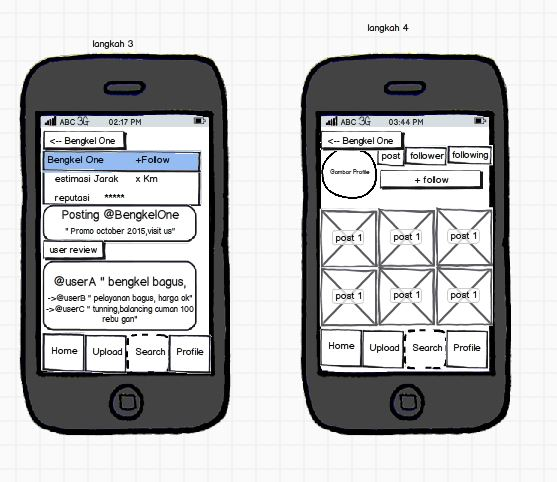 langkah 3
ABC 3G 02:17 PM
<-- Bengkel One
Bengkel One +Follow
estimasi Jarak x Km
reputasi *****
Posting @BengkelOne
" Promo october 2015,visit us"
user review
@userA " bengkel bagus,
->@userB " pelayanan bagus, harga ok"
->@userC " tunning,balancing cuman 100
rebu gan"
Home Upload Search Profile
langkah 4
ABC 3G 03:44 PM
<-- Bengkel One
post follower following
Gambar Profile
+ follow
post 1 post 1 post 1
post 1 post 1 post 1
Home Upload Search Profile